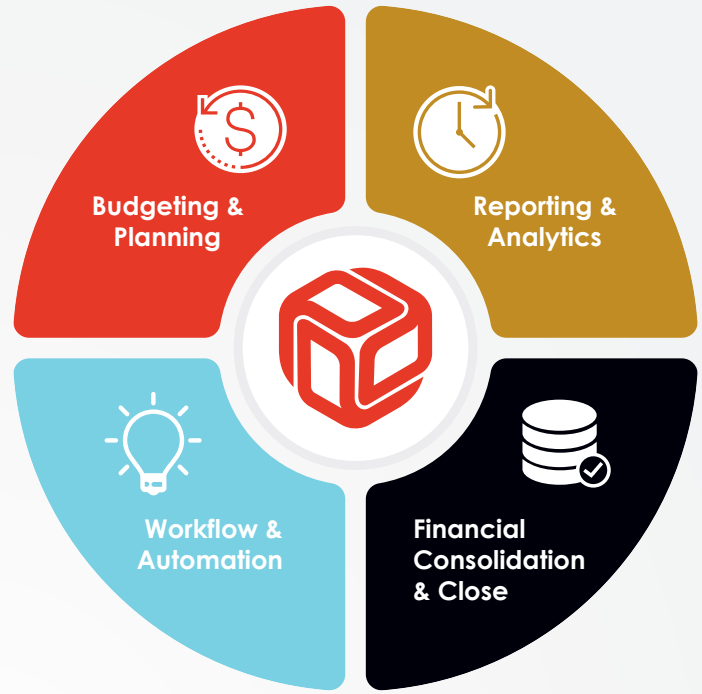 Budgeting &
Planning
Reporting &
Analytics
Workflow &
Automation
Financial
Consolidation
& Close